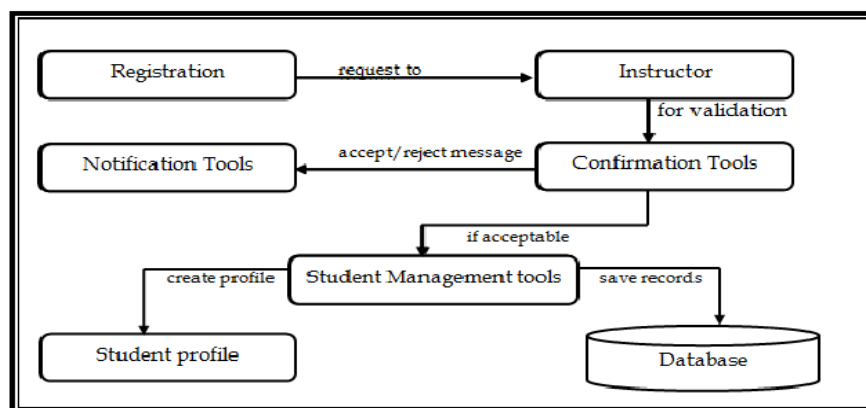 Registration
request to
Instructor
for validation
Notification Tools
accept/reject message
Confirmation Tools
if acceptable
create profile
Student Management tools
save records
Student profile
Database